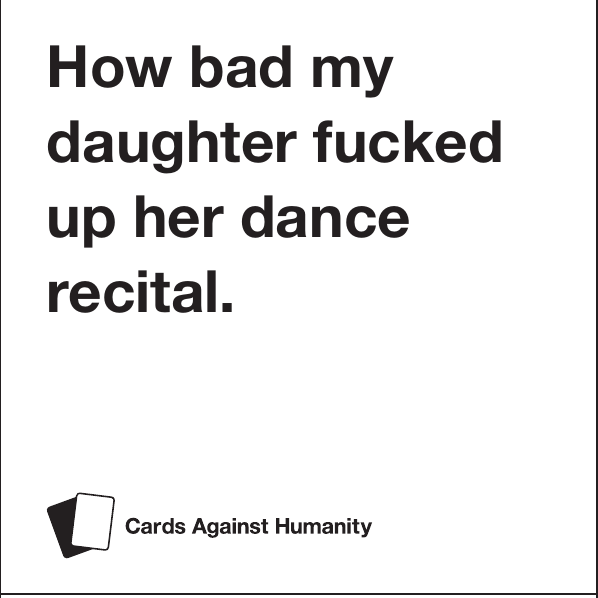 How bad my
daughter fucked
up her dance
recital.
Cards Against Humanity